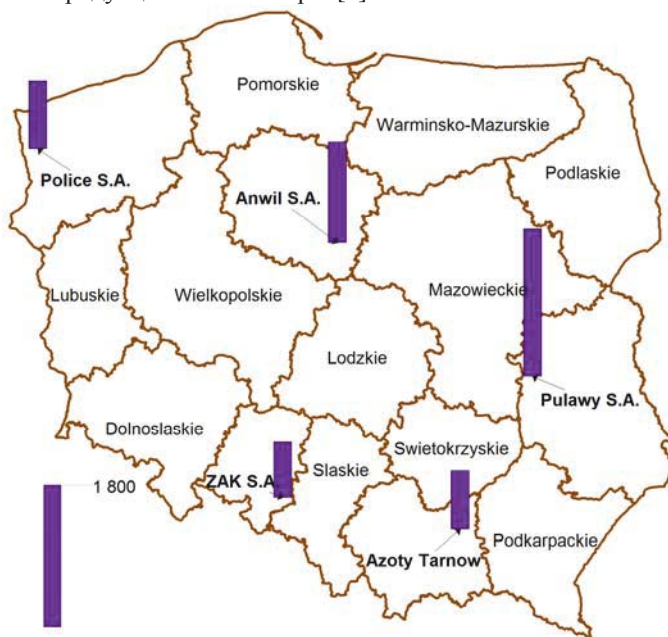 Pomorskie
Warminsko-Mazurskie
Podlaskie
Police S.A.
Anwil S.A.
Lubuskie
Wielkopolskie
Mazowieckie
Lodzkie
Pulawy S.A.
Dolnoslaskie
Swietokrzyskie
Slaskie
ZAK S.A
1 800
Podkarpackie
Azoty Tarnow